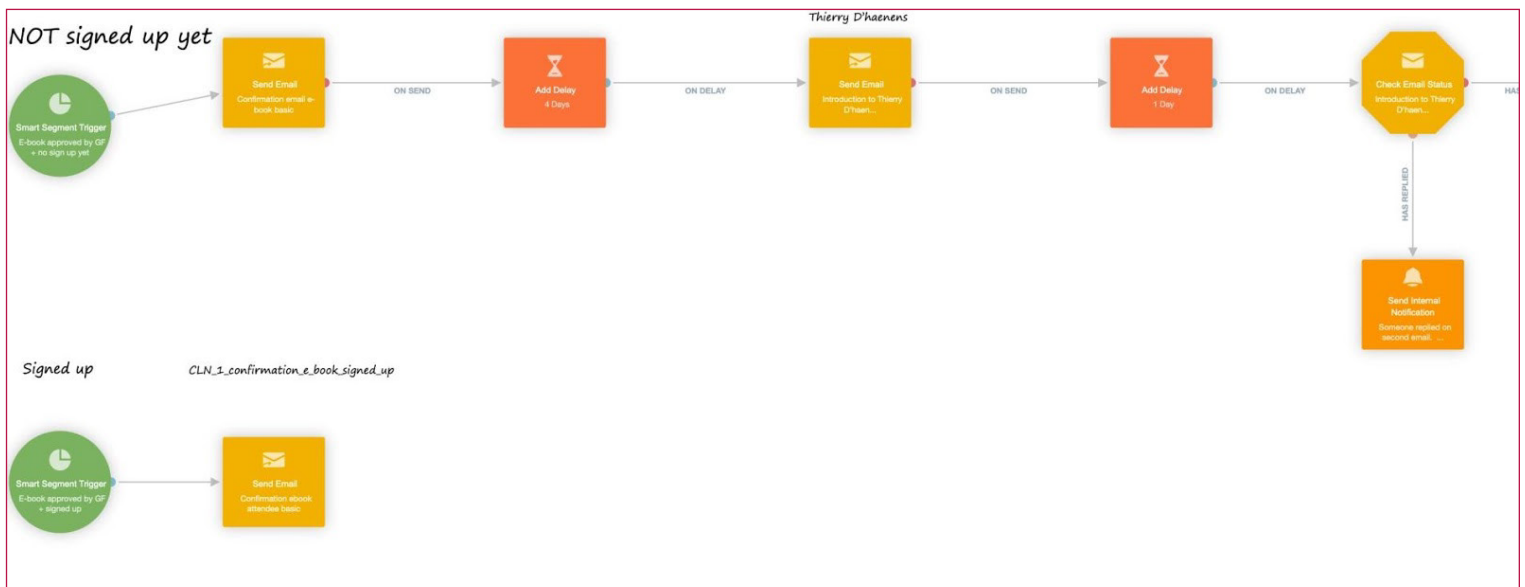 Thierry D'haenens
NOT signed up yet
Smart Segment Trigger
E-book approved by GF
+ no sign up yet
Send Email
Confirmation email e-
book basic
ON SEND
Add Delay
4 Days
ON DELAY
Send Email
Introduction to Thierry
D'haen...
ON SEND
Add Delay
1 Day
ON DELAY
Check Email Status
Introduction to Thierry
D'haen...
HAS
HAS REPLIED
Send Internal
Notification
Someone replied on
second email. ...
Signed up
CLN_1_confirmation_e_book_signed_up
Smart Segment Trigger
E-book approved by GF
+ signed up
Send Email
Confirmation ebook
attendee basic